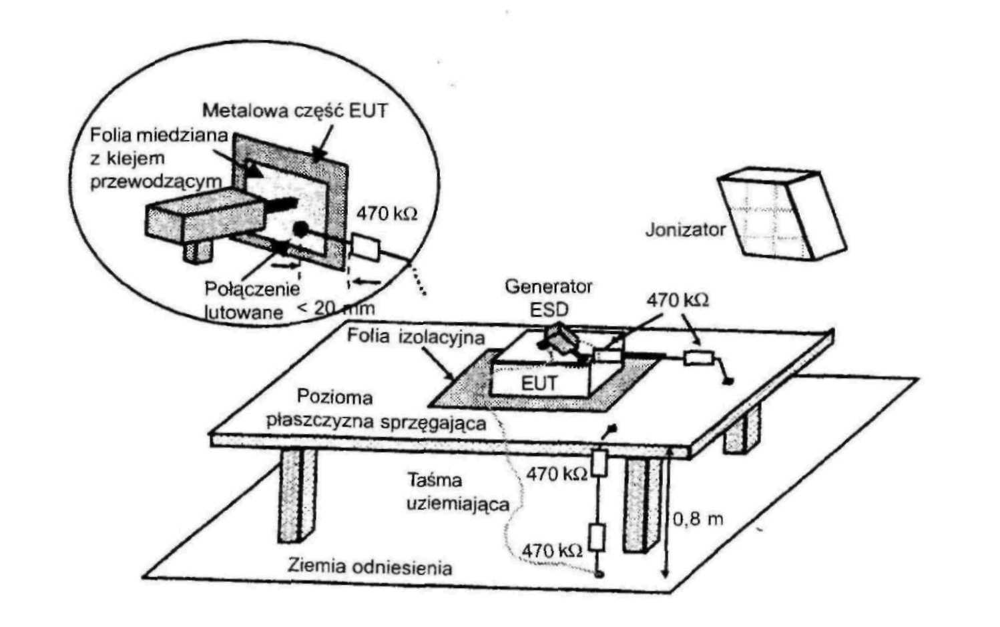 Metalowa część EUT
Folia miedziana
z klejem
przewodzącym
470 kΩ
Połączenie
lutowane
< 20 mm
Jonizator
Generator
ESD
470 kΩ
Folia izolacyjna
EUT
Pozioma
płaszczyzna sprzęgająca
470 kΩ
Taśma
uziemiająca
0,8 m
470 kΩ
Ziemia odniesienia